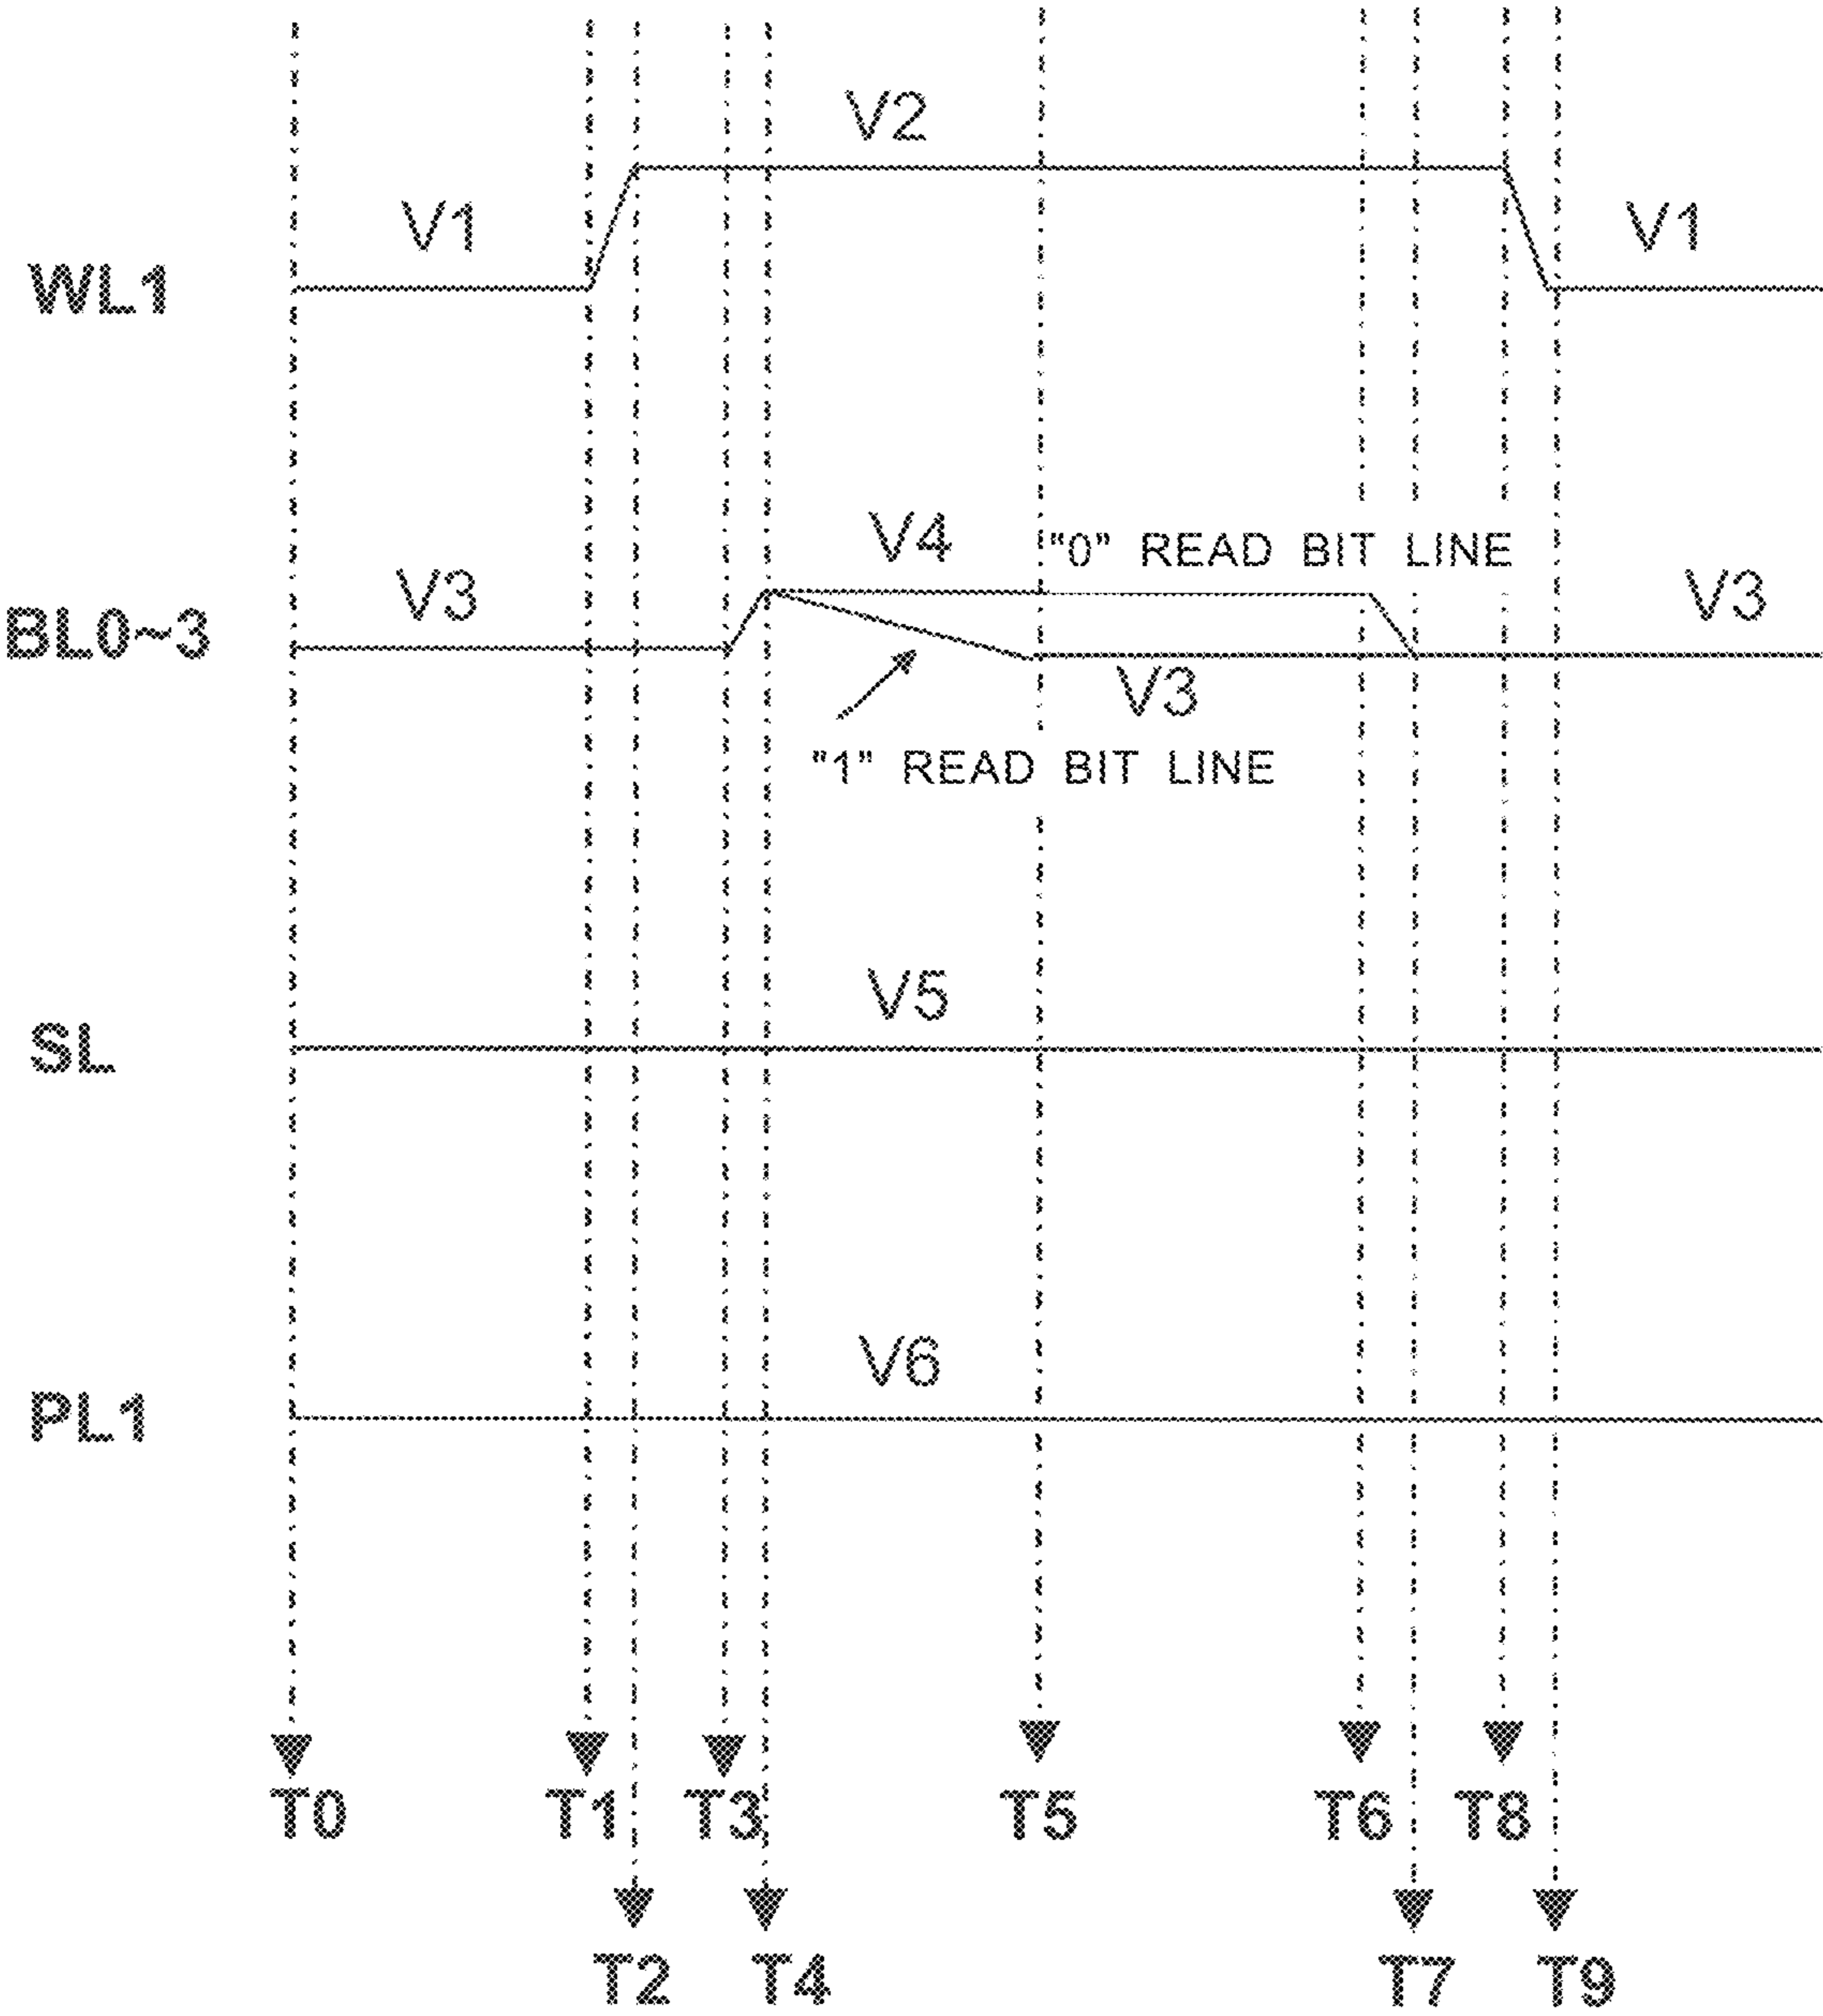 V2
V1
V1
WL1
V4
"0" READ BIT LINE
V3
V3
BL0~3
V3
"1" READ BIT LINE
V5
SL
V6
PL1
T0
T1
T3
T5
T6
T8
T2
T4
T7
T9